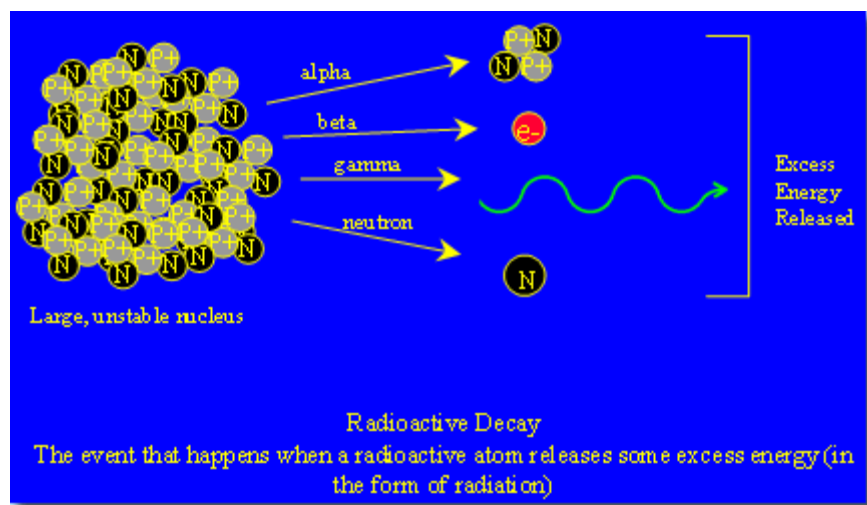 alpha
beta
gamma
neutron
P+ N
N P+
e-
N
Excess
Energy
Released
Large, unstable nucleus
Radioactive Decay
The event that happens when a radioactive atom releases some excess energy (in
the form of radiation)